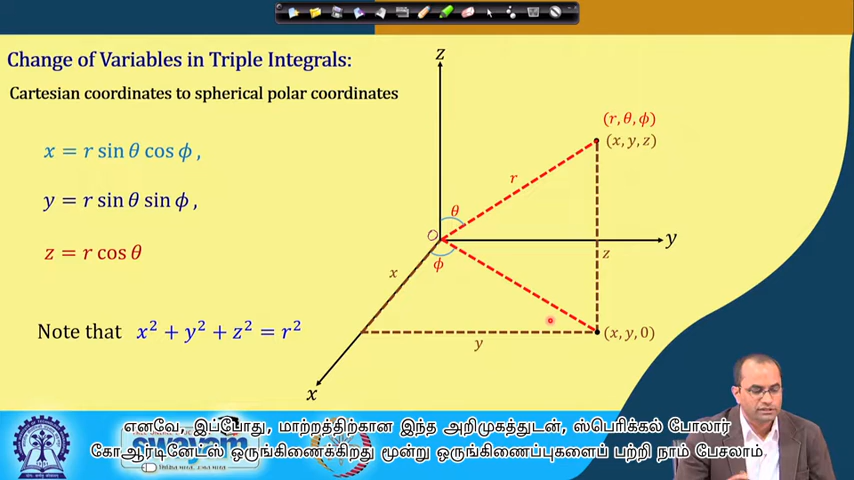 Change of Variables in Triple Integrals:
Cartesian coordinates to spherical polar coordinates
x = r sin θ cos ϕ ,
y = r sin θ sin ϕ ,
z = r cos θ
Note that x² + y² + z² = r²
z
(r, θ, ϕ)
(x, y, z)
r
θ
O
y
ϕ
z
x
(x, y, 0)
y
x
swayam
எனவே, இப்போது, மாற்றத்திற்கான இந்த அறிமுகத்துடன், ஸ்பெரிக்கல் போலார்
கோஆர்டினேட்ஸ் ஒருங்கிணைக்கிறது மூன்று ஒருங்கிணைப்புகளைப் பற்றி நாம் பேசலாம்